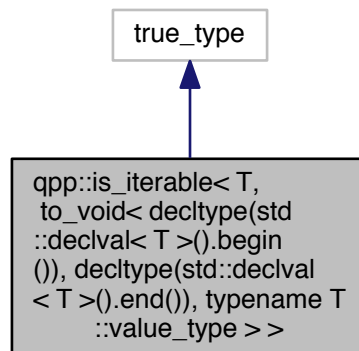 true_type
qpp::is_iterable< T,
to_void< decltype(std
::declval< T >().begin
()), decltype(std::declval
< T >().end()), typename T
::value_type > >